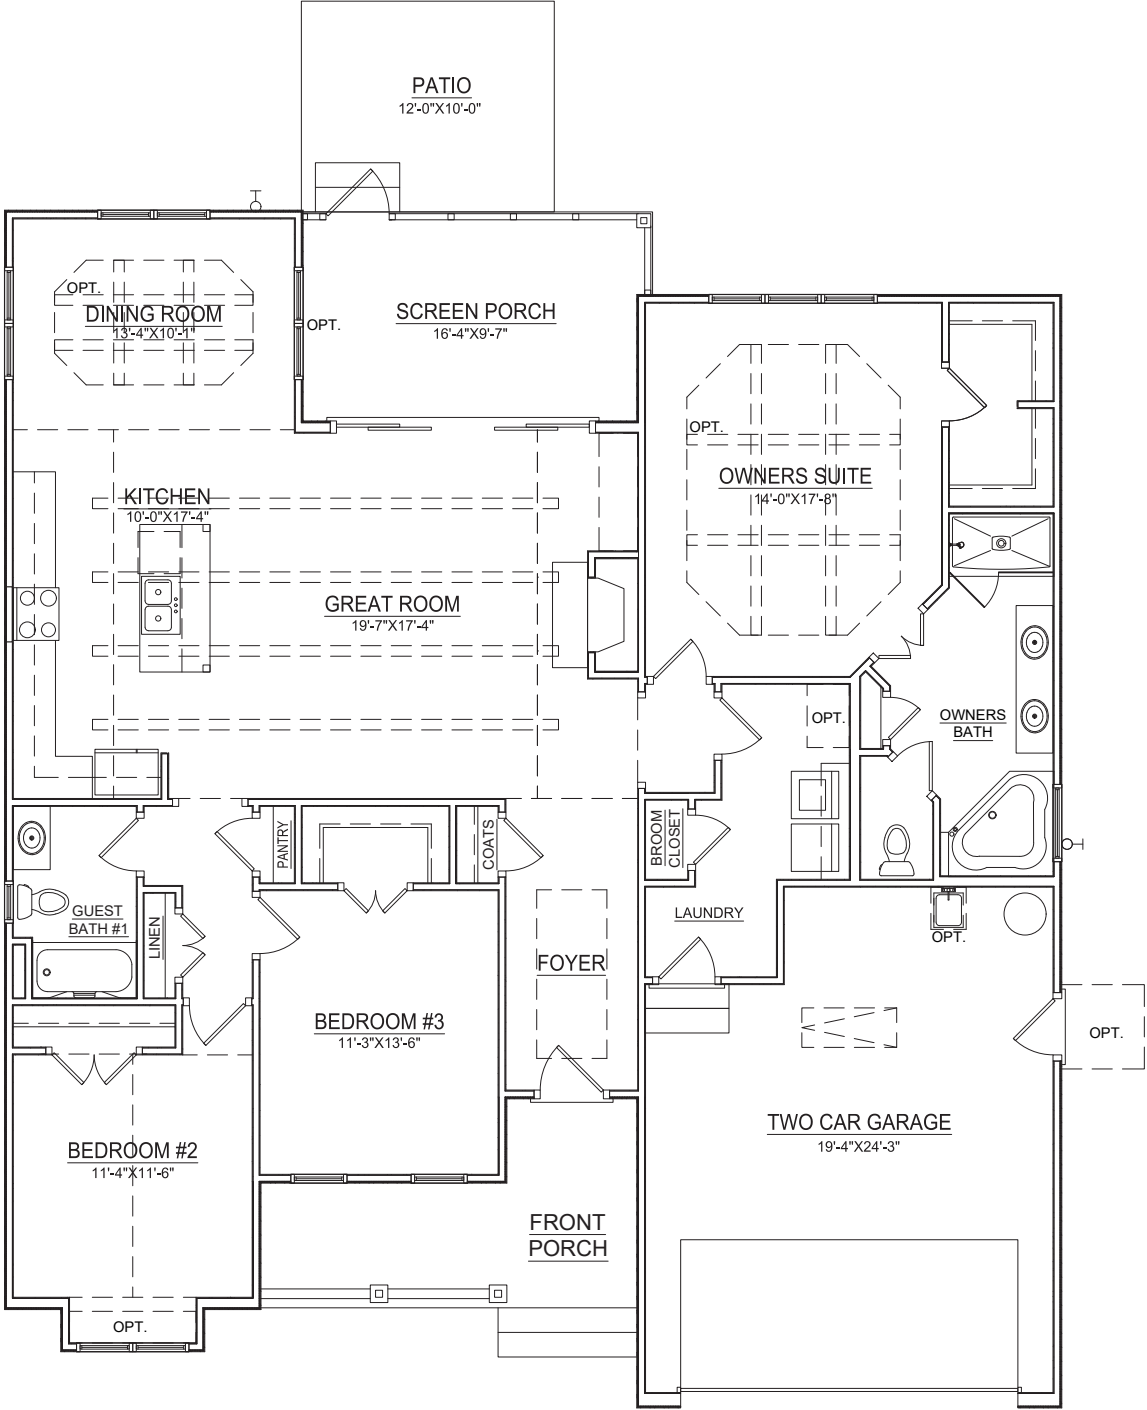 PATIO
12'-0"X10'-0"
OPT.
DINING ROOM
13'-4"X10'-1"
OPT.
SCREEN PORCH
16'-4"X9'-7"
OPT.
OWNERS SUITE
14'-0"X17'-8"
KITCHEN
10'-0"X17'-4"
GREAT ROOM
19'-7"X17'-4"
OPT.
OWNERS
BATH
PANTRY
COATS
BROOM
CLOSET
GUEST
BATH #1
LINEN
LAUNDRY
OPT.
FOYER
BEDROOM #3
11'-3"X13'-6"
OPT.
TWO CAR GARAGE
19'-4"X24'-3"
BEDROOM #2
11'-4"X11'-6"
FRONT
PORCH
OPT.